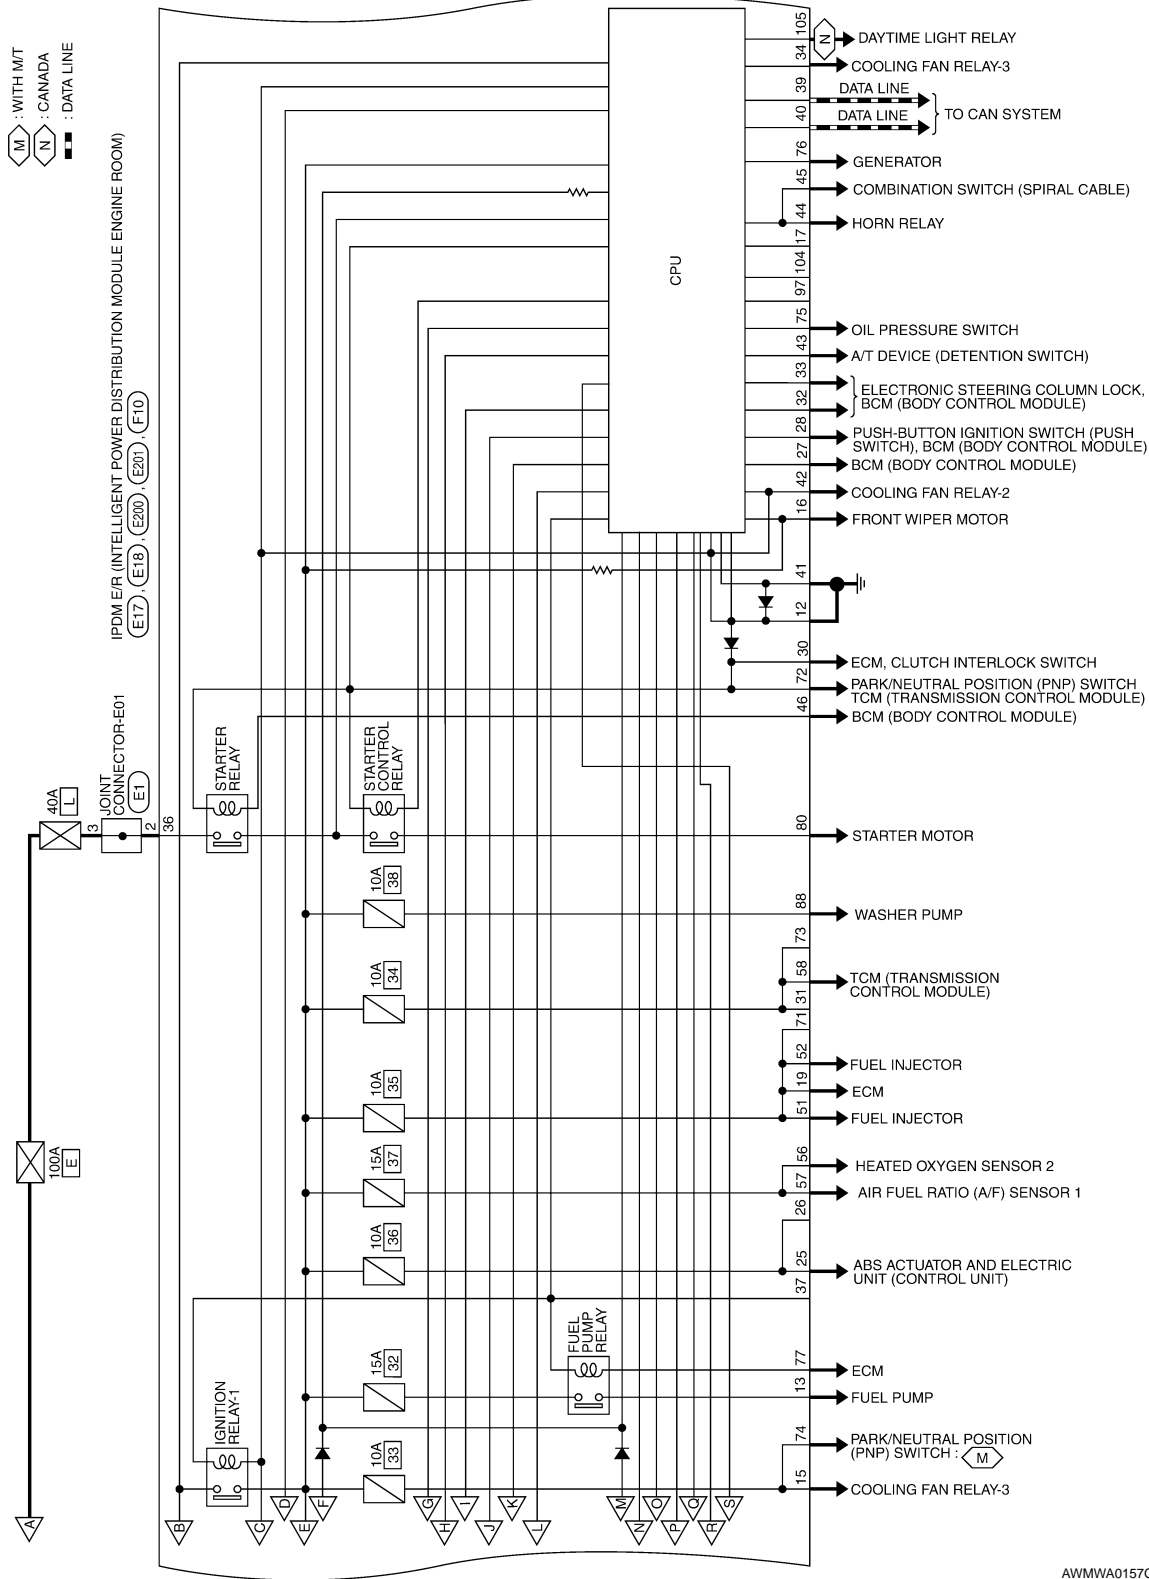 M : WITH M/T
N : CANADA
: DATA LINE
IPDM E/R (INTELLIGENT POWER DISTRIBUTION MODULE ENGINE ROOM)
E17 , E18 , E200 , E201 , F10
CPU
105
N
DAYTIME LIGHT RELAY
34
COOLING FAN RELAY-3
39
DATA LINE
40
DATA LINE
TO CAN SYSTEM
76
GENERATOR
45
COMBINATION SWITCH (SPIRAL CABLE)
44
HORN RELAY
17
104
97
75
OIL PRESSURE SWITCH
43
A/T DEVICE (DETENTION SWITCH)
33
32
ELECTRONIC STEERING COLUMN LOCK,
BCM (BODY CONTROL MODULE)
28
PUSH-BUTTON IGNITION SWITCH (PUSH
SWITCH), BCM (BODY CONTROL MODULE)
27
BCM (BODY CONTROL MODULE)
42
COOLING FAN RELAY-2
16
FRONT WIPER MOTOR
41
12
30
ECM, CLUTCH INTERLOCK SWITCH
72
PARK/NEUTRAL POSITION (PNP) SWITCH
TCM (TRANSMISSION CONTROL MODULE)
46
BCM (BODY CONTROL MODULE)
40A
L
3
JOINT
CONNECTOR-E01
E1
2
36
STARTER
RELAY
STARTER
CONTROL
RELAY
80
STARTER MOTOR
10A
38
88
WASHER PUMP
73
10A
34
58
TCM (TRANSMISSION
CONTROL MODULE)
31
71
52
FUEL INJECTOR
19
ECM
10A
35
51
FUEL INJECTOR
100A
E
56
HEATED OXYGEN SENSOR 2
15A
37
57
AIR FUEL RATIO (A/F) SENSOR 1
26
10A
36
25
ABS ACTUATOR AND ELECTRIC
UNIT (CONTROL UNIT)
37
FUEL
PUMP
RELAY
77
ECM
15A
32
13
FUEL PUMP
IGNITION
RELAY-1
74
PARK/NEUTRAL POSITION
(PNP) SWITCH : M
10A
33
15
COOLING FAN RELAY-3
A
B
C
D
E
F
G
H
I
J
K
L
M
N
O
P
Q
R
S